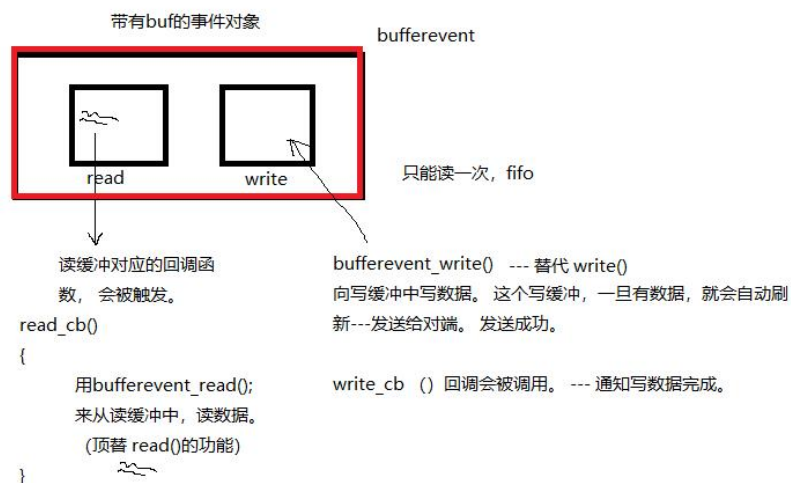 带有buf的事件对象
bufferevent
read
write
只能读一次，fifo
读缓冲对应的回调函
数， 会被触发。
read_cb()
{
用bufferevent_read();
来从读缓冲中，读数据。
（顶替 read()的功能）
}
bufferevent_write() --- 替代 write()
向写缓冲中写数据。 这个写缓冲，一旦有数据，就会自动刷
新---发送给对端。 发送成功。
write_cb （）回调会被调用。 --- 通知写数据完成。